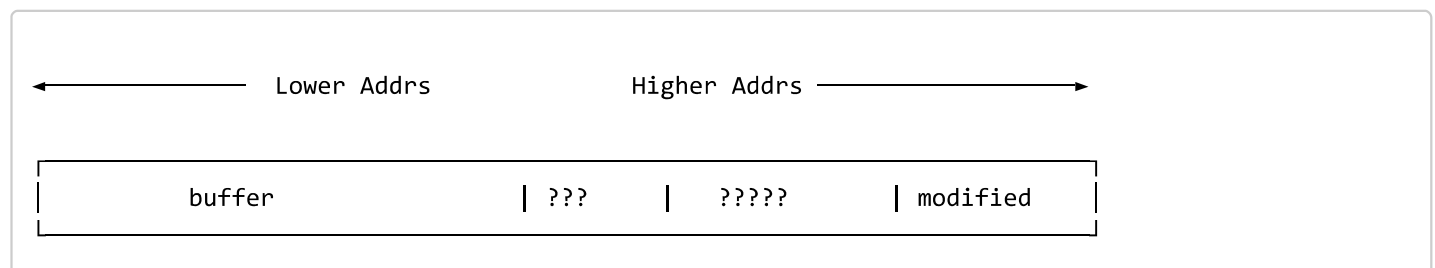 Lower Addrs Higher Addrs
buffer | ??? | ????? | modified